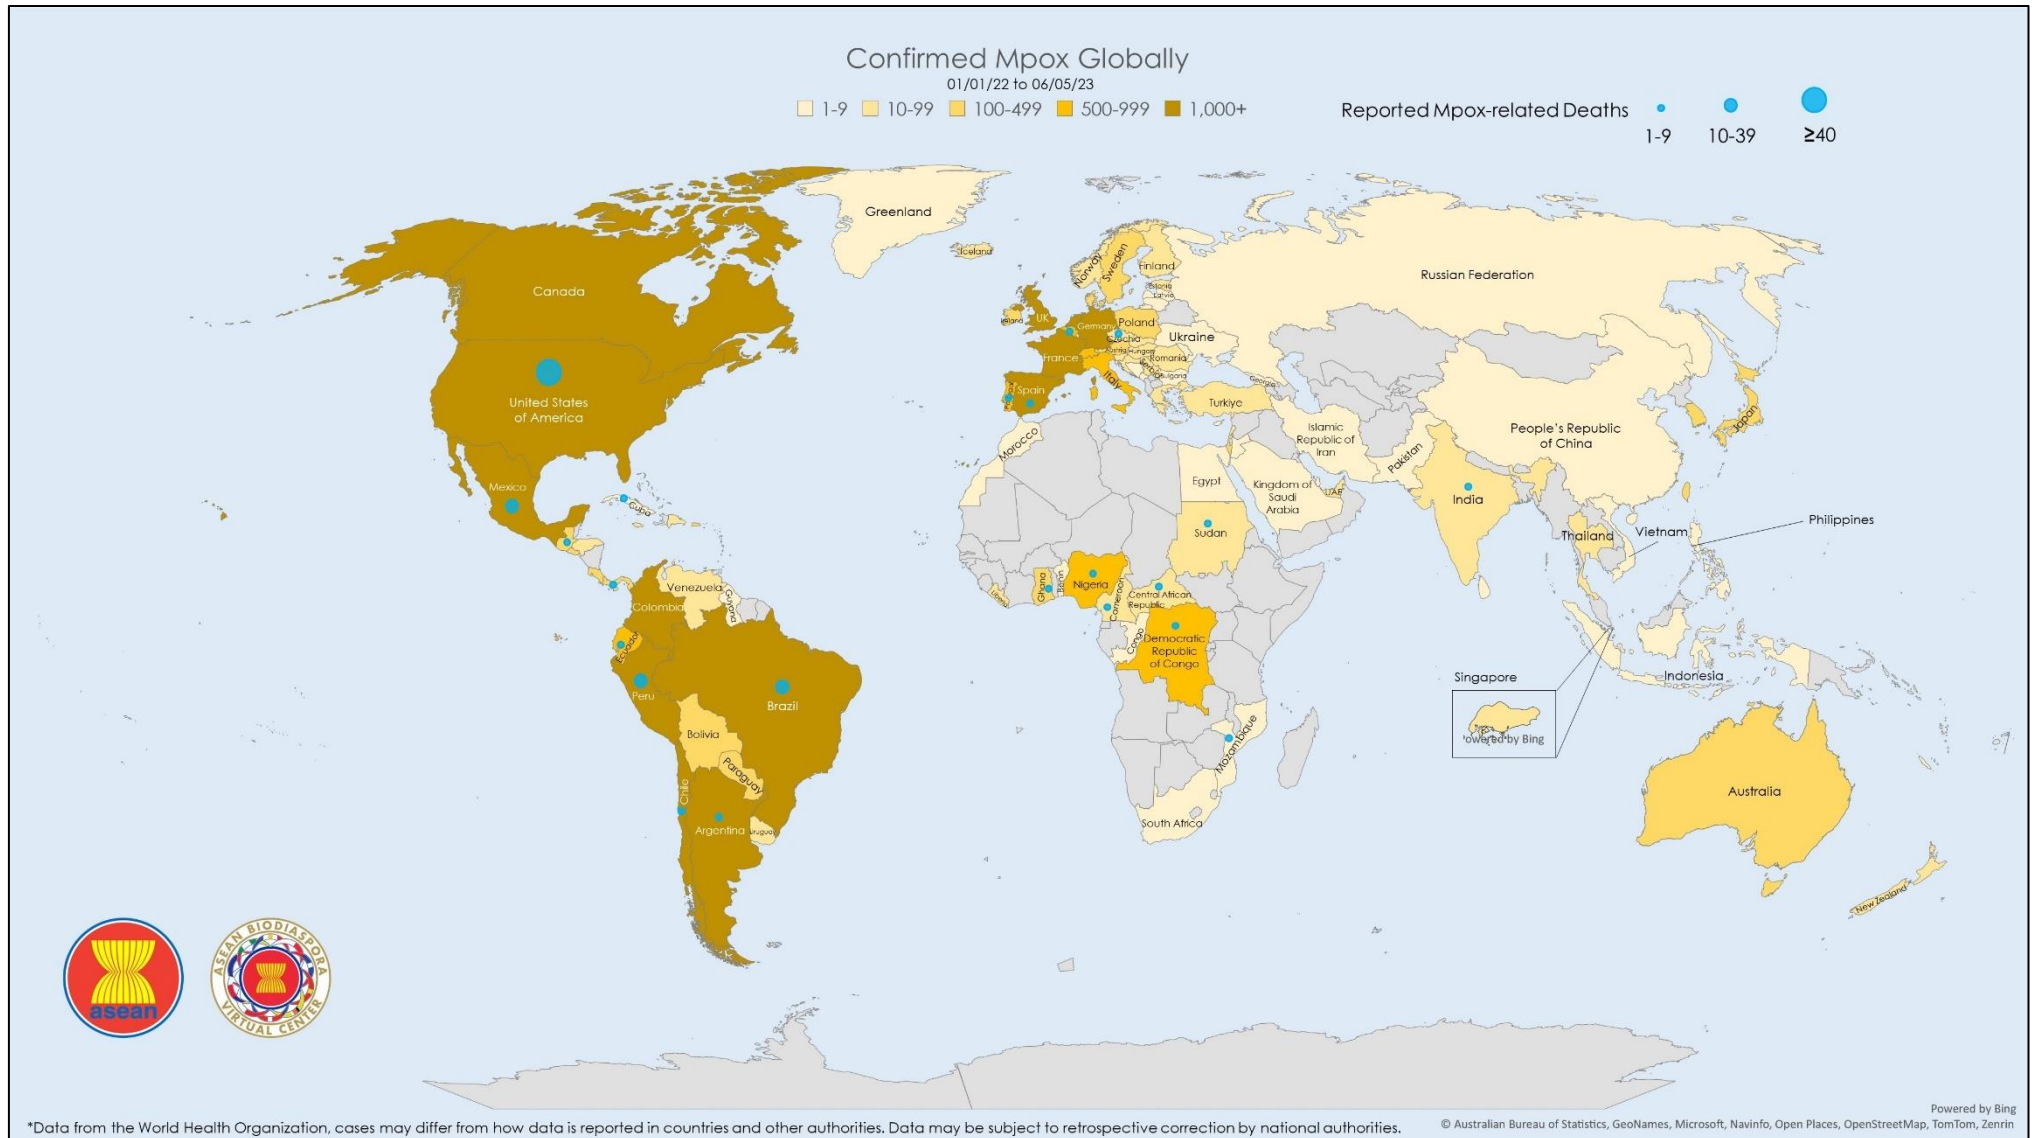 Confirmed Mpox Globally
01/01/22 to 06/05/23
1-9 10-99 100-499 500-999 1,000+
Reported Mpox-related Deaths
1-9 10-39 ≥40
Greenland
Iceland
Norway
Sweden
Finland
Estonia
Latvia
Russian Federation
Canada
Ireland
UK
Germany
Poland
Czechia
Ukraine
Austria
Hungary
France
Romania
Serbia
Bulgaria
Italy
Spain
Georgia
Turkiye
United States
of America
Morocco
Islamic
Republic of
Iran
Pakistan
People's Republic
of China
Japan
Mexico
Cuba
Egypt
Kingdom of
Saudi
Arabia
UAE
India
Sudan
Thailand
Vietnam
Philippines
Venezuela
Guyana
Colombia
Liberia
Ghana
Benin
Nigeria
Cameroon
Central African
Republic
Ecuador
Congo
Democratic
Republic
of Congo
Peru
Brazil
Singapore
Indonesia
owered by Bing
Bolivia
Paraguay
Mozambique
Chile
Argentina
Uruguay
South Africa
Australia
New Zealand
asean
ASEAN BIODIASPORA
VIRTUAL CENTER
Powered by Bing
*Data from the World Health Organization, cases may differ from how data is reported in countries and other authorities. Data may be subject to retrospective correction by national authorities.
© Australian Bureau of Statistics, GeoNames, Microsoft, Navinfo, Open Places, OpenStreetMap, TomTom, Zenrin